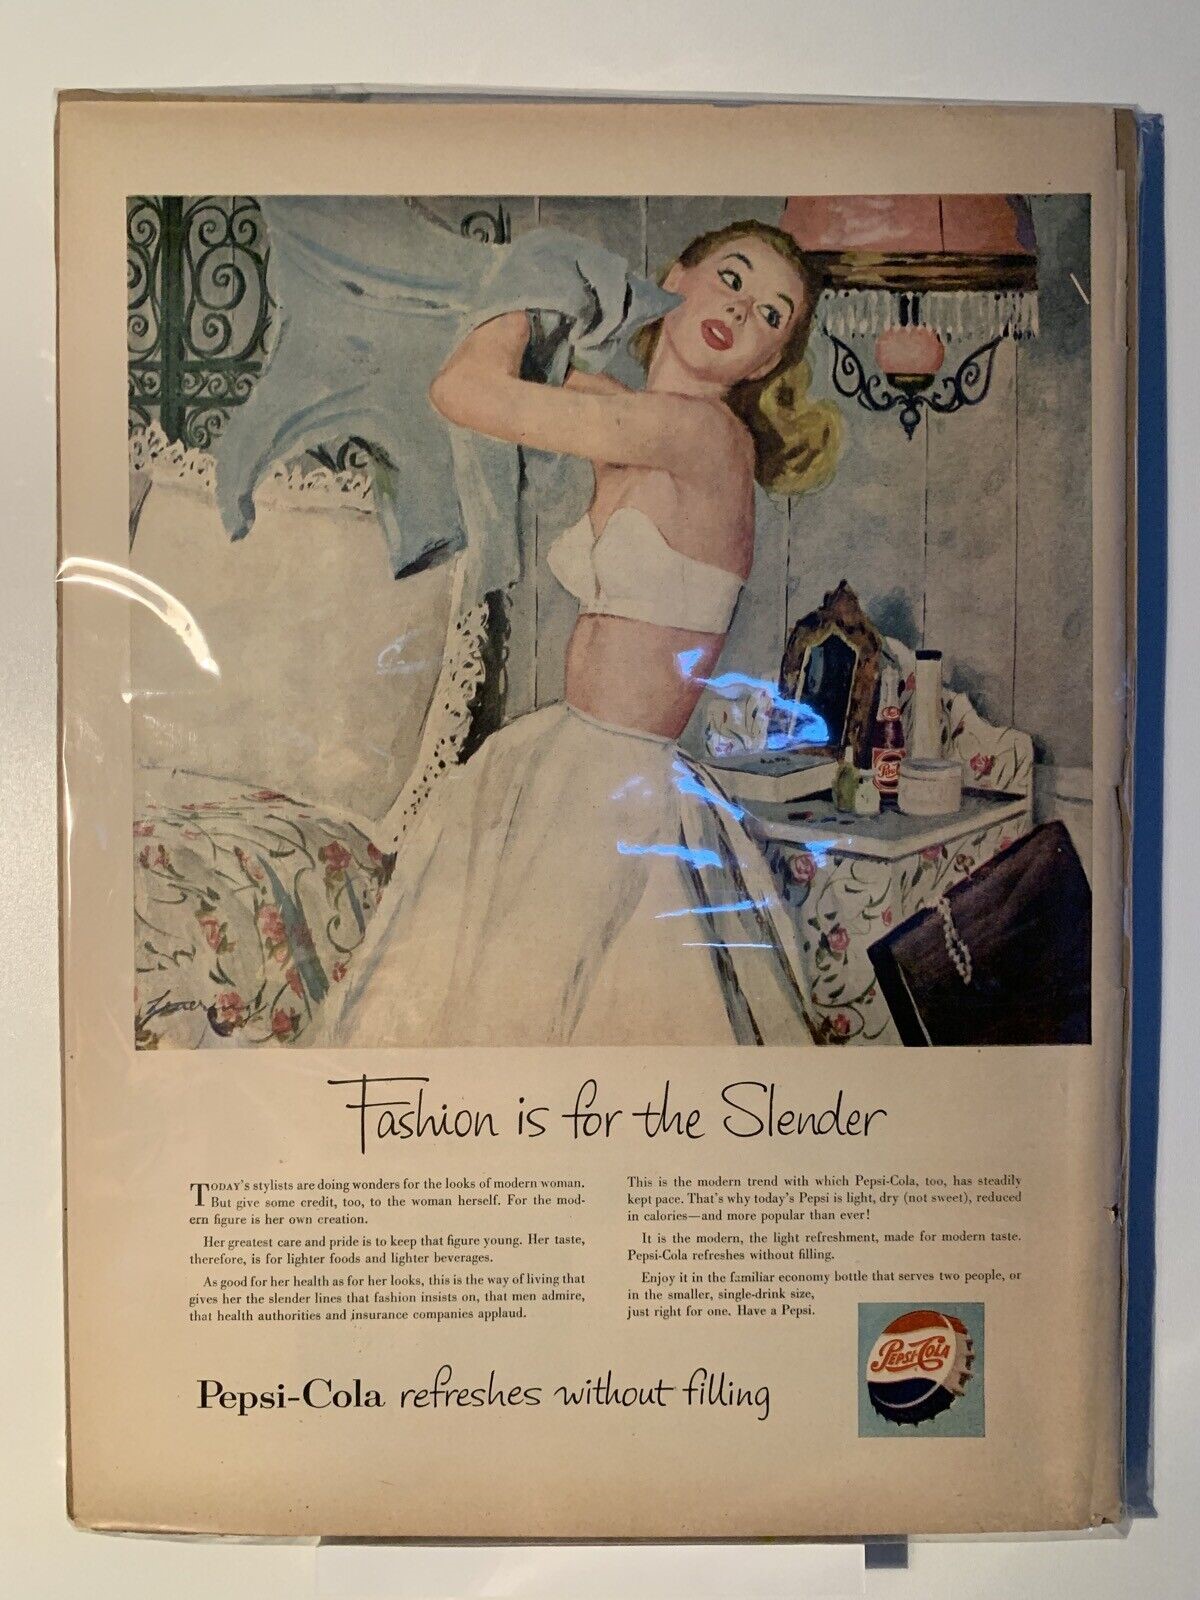 Fashion is for the Slender
TODAY's stylists are doing wonders for the looks of modern woman.
But give some credit, too, to the woman herself. For the mod-
ern figure is her own creation.
Her greatest care and pride is to keep that figure young. Her taste,
therefore, is for lighter foods and lighter beverages.
As good for her health as for her looks, this is the way of living that
gives her the slender lines that fashion insists on, that men admire,
that health authorities and insurance companies applaud.
This is the modern trend with which Pepsi-Cola, too, has steadily
kept pace. That's why today's Pepsi is light, dry (not sweet), reduced
in calories—and more popular than ever!
It is the modern, the light refreshment, made for modern taste.
Pepsi-Cola refreshes without filling.
Enjoy it in the familiar economy bottle that serves two people, or
in the smaller, single-drink size,
just right for one. Have a Pepsi.
PEPSI-COLA
Pepsi-Cola refreshes without filling